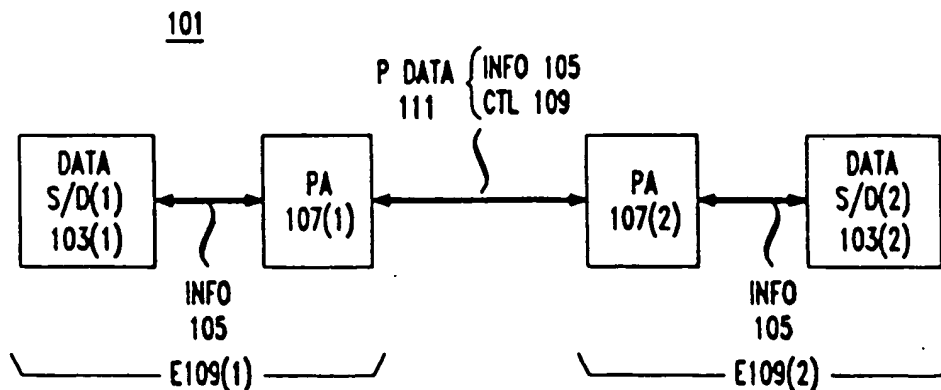 101
P DATA
111
INFO 105
CTL 109
DATA
S/D(1)
103(1)
PA
107(1)
PA
107(2)
DATA
S/D(2)
103(2)
INFO
105
INFO
105
E109(1)
E109(2)